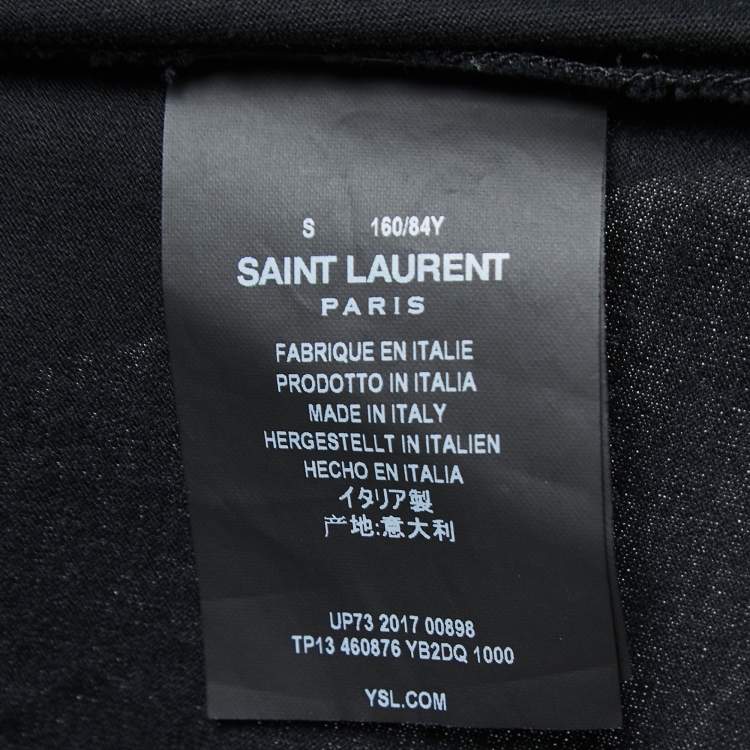 S 160/84Y
SAINT LAURENT
PARIS
FABRIQUE EN ITALIE
PRODOTTO IN ITALIA
MADE IN ITALY
HERGESTELLT IN ITALIEN
HECHO EN ITALIA
イタリア製
产地:意大利
UP73 2017 00898
TP13 460876 YB2DQ 1000
YSL.COM